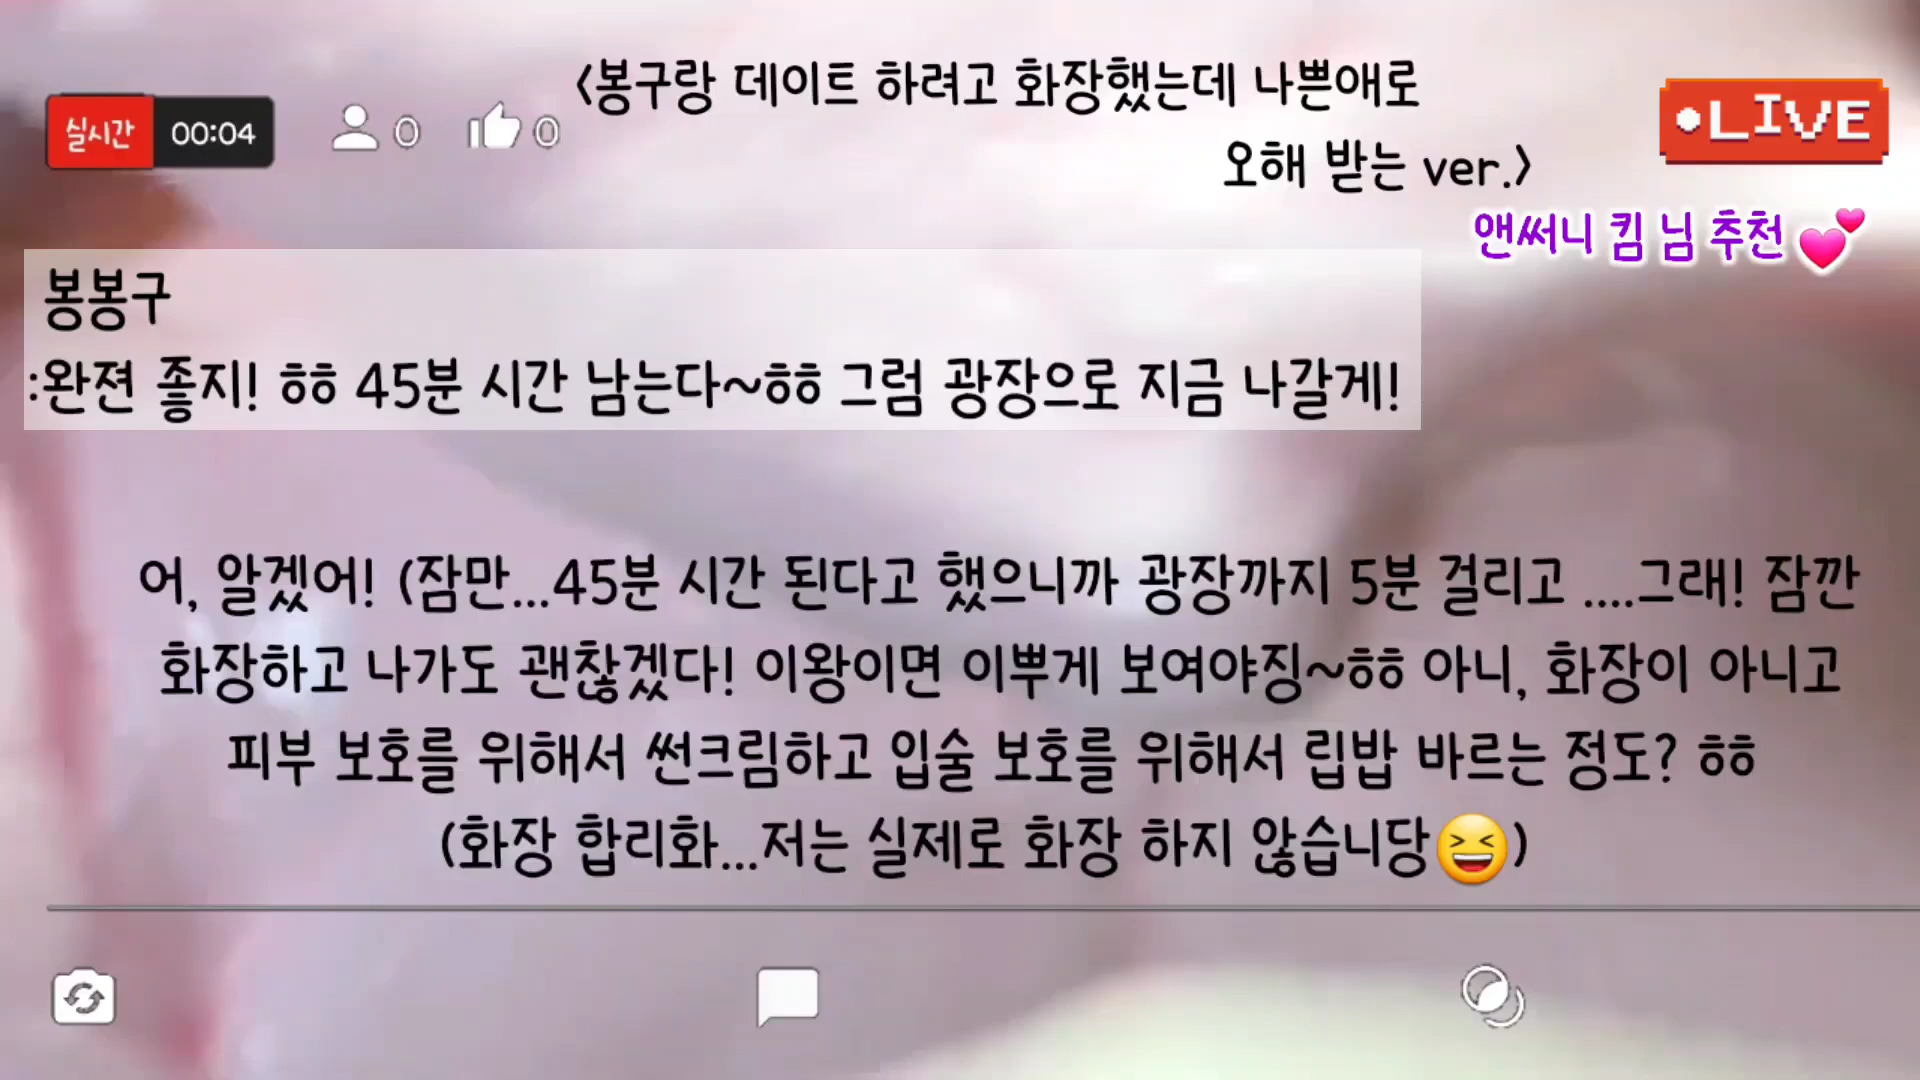 <봉구랑 데이트 하려고 화장했는데 나쁜애로
오해 받는 ver.>
실시간 00:04 0 0
LIVE
앤써니 킴 님 추천 💕
봉봉구
:완젼 좋지! ㅎㅎ 45분 시간 남는다~ㅎㅎ 그럼 광장으로 지금 나갈게!
어, 알겠어! (잠만...45분 시간 된다고 했으니까 광장까지 5분 걸리고 ....그래! 잠깐
화장하고 나가도 괜찮겠다! 이왕이면 이쁘게 보여야징~ㅎㅎ 아니, 화장이 아니고
피부 보호를 위해서 썬크림하고 입술 보호를 위해서 립밥 바르는 정도? ㅎㅎ
(화장 합리화...저는 실제로 화장 하지 않습니당😆)